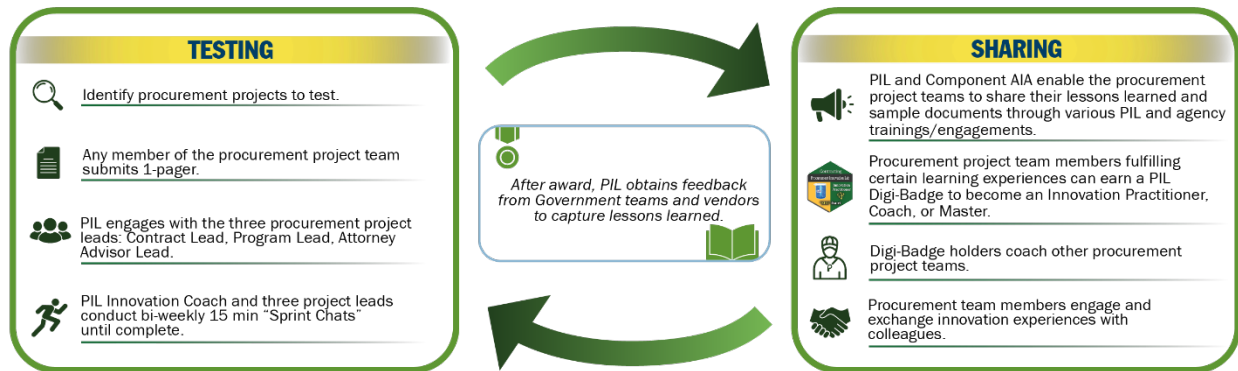 TESTING
Identify procurement projects to test.
Any member of the procurement project team
submits 1-pager.
PIL engages with the three procurement project
leads: Contract Lead, Program Lead, Attorney
Advisor Lead.
PIL Innovation Coach and three project leads
conduct bi-weekly 15 min “Sprint Chats”
until complete.
After award, PIL obtains feedback
from Government teams and vendors
to capture lessons learned.
SHARING
PIL and Component AIA enable the procurement
project teams to share their lessons learned and
sample documents through various PIL and agency
trainings/engagements.
Procurement project team members fulfilling
certain learning experiences can earn a PIL
Digi-Badge to become an Innovation Practitioner,
Coach, or Master.
Digi-Badge holders coach other procurement
project teams.
Procurement team members engage and
exchange innovation experiences with
colleagues.